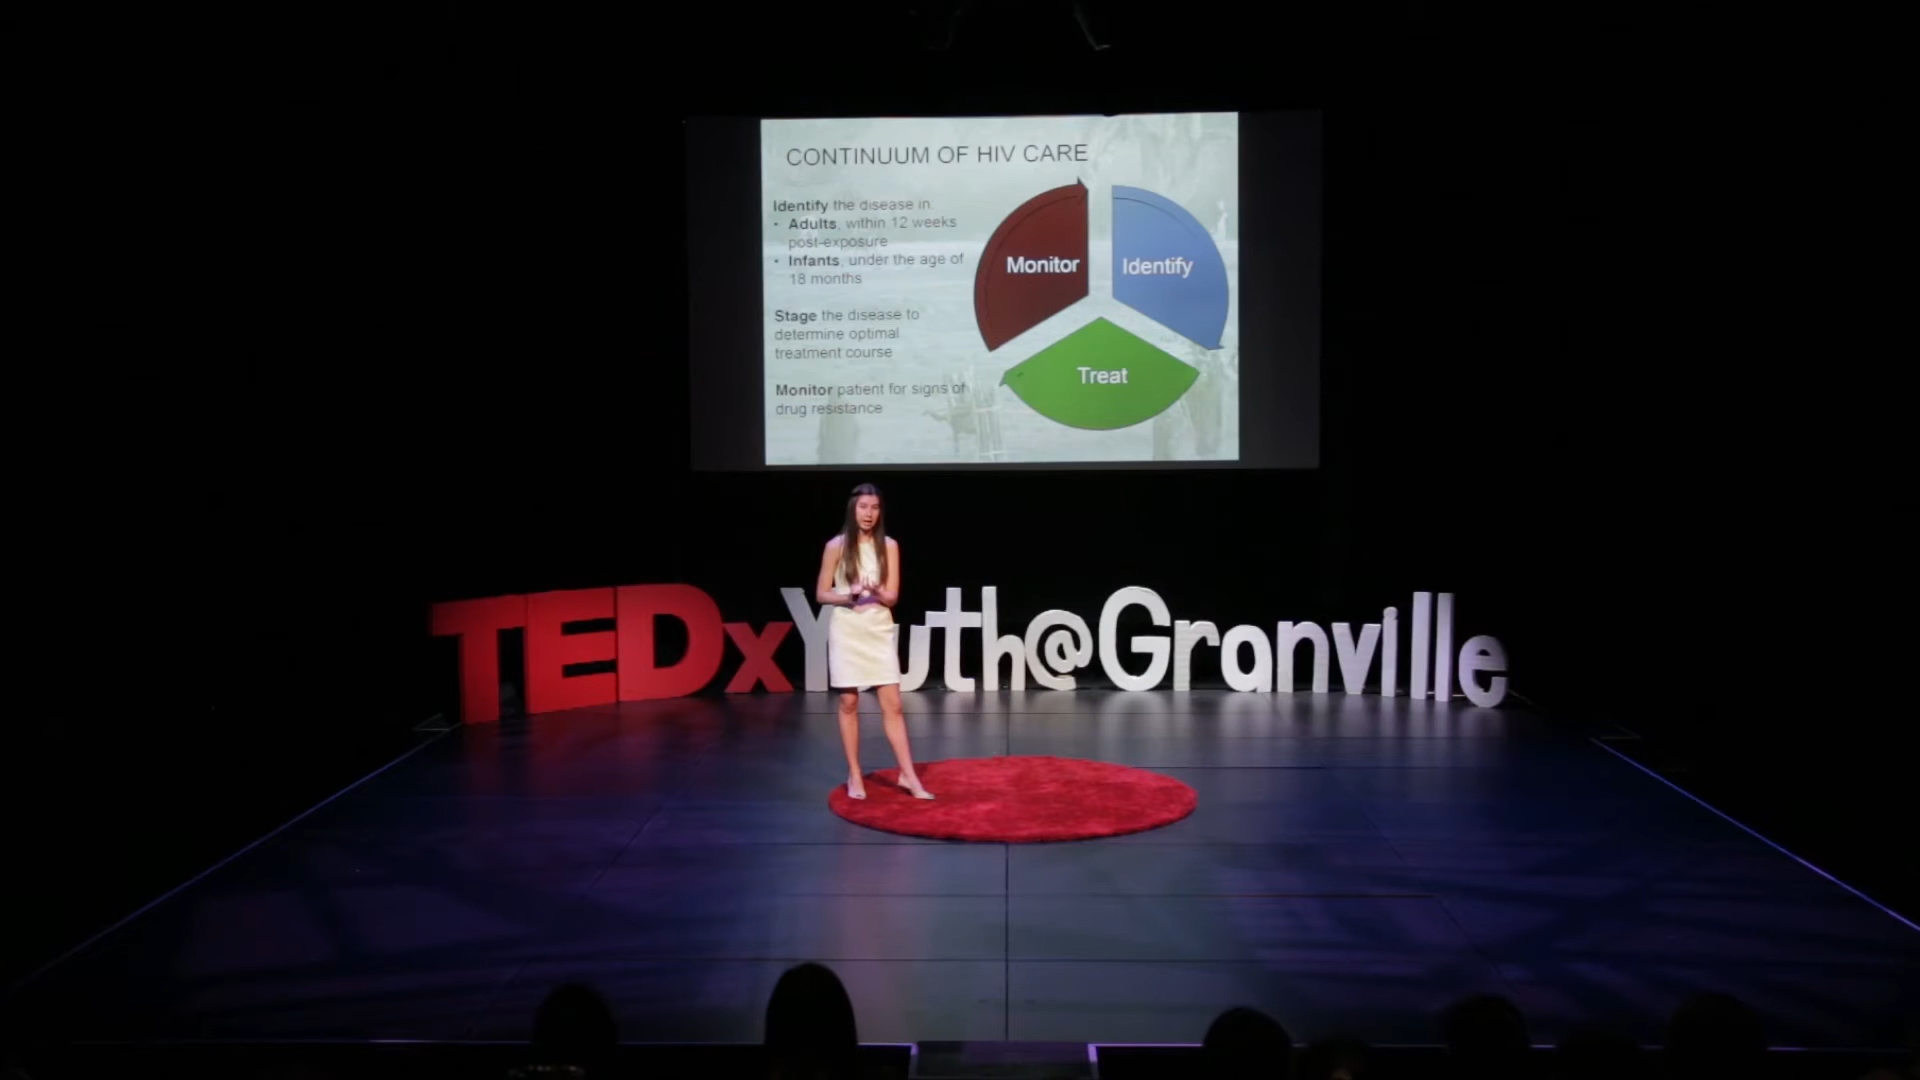 CONTINUUM OF HIV CARE
Identify the disease in
• Adults, within 12 weeks
post-exposure
• Infants, under the age of
18 months
Stage the disease to
determine optimal
treatment course
Monitor patient for signs of
drug resistance
Monitor
Identify
Treat
TEDxYouth@Granville